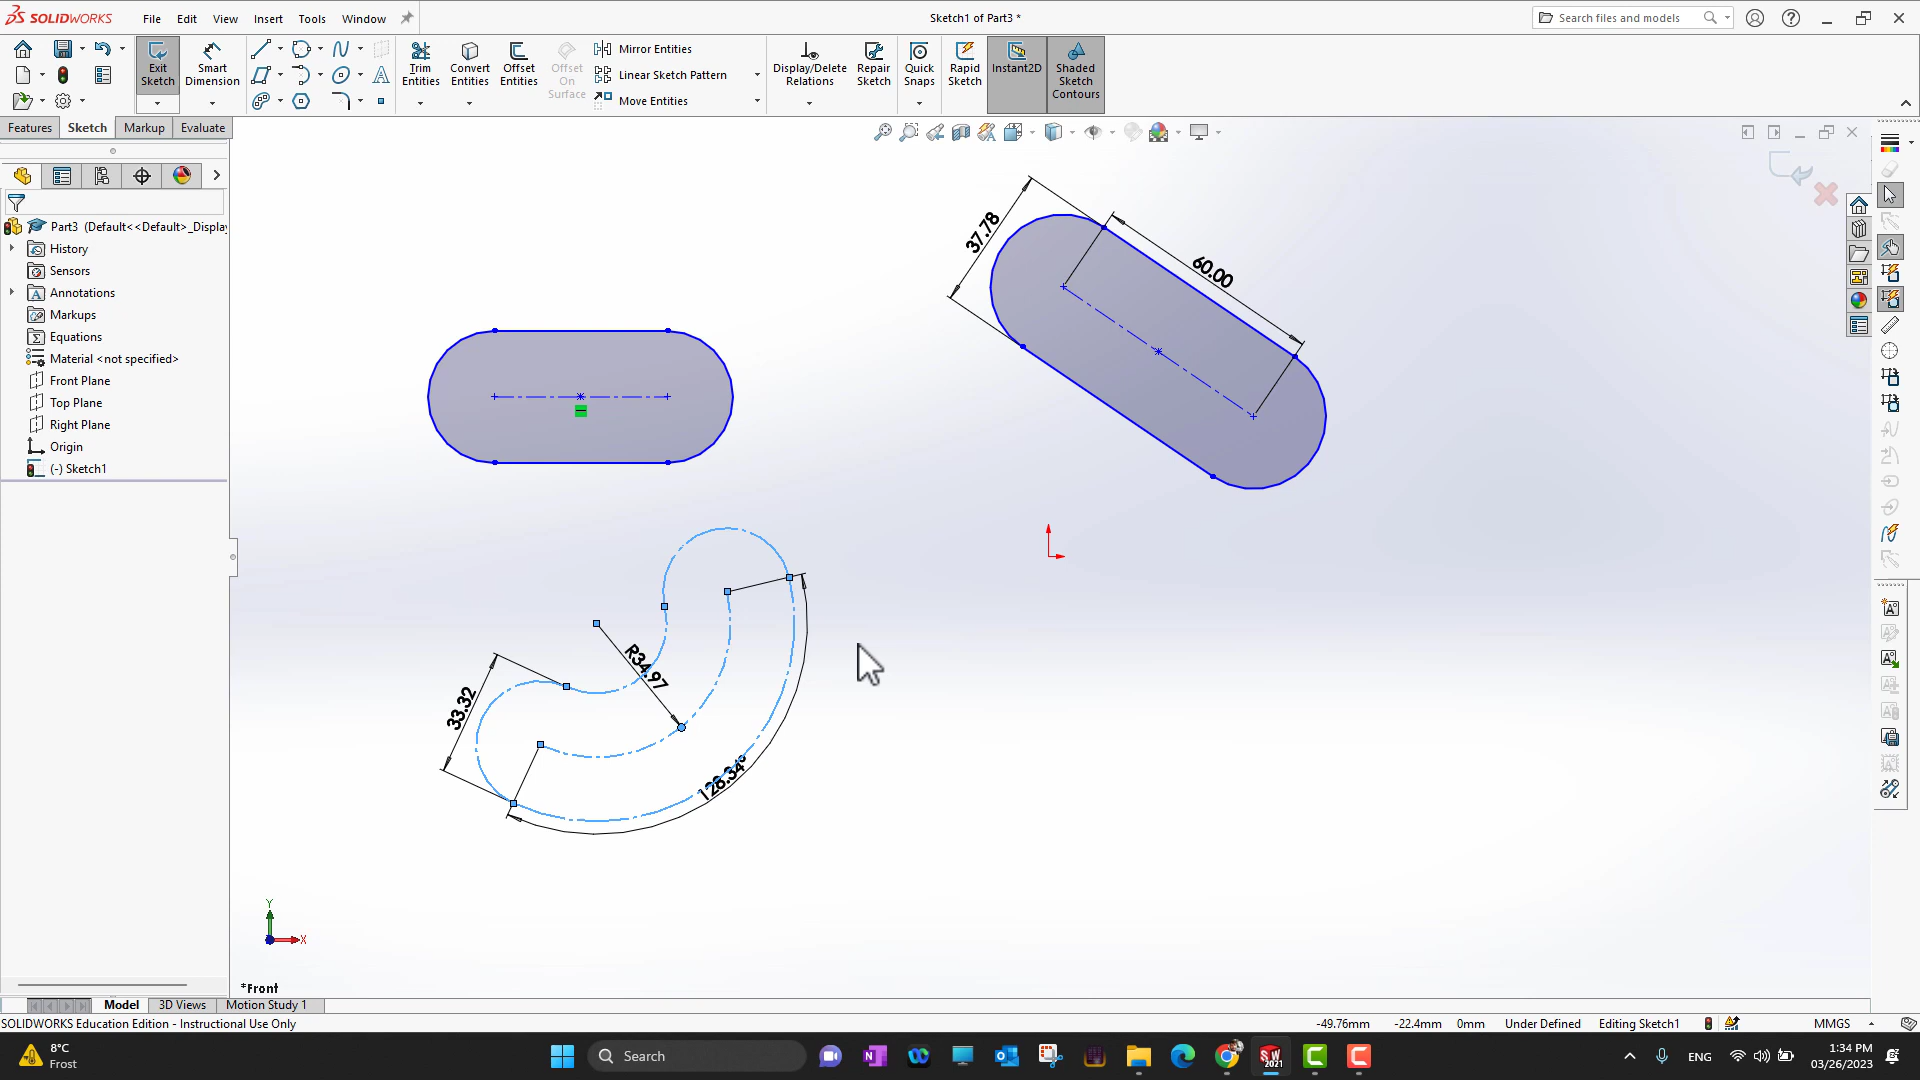 SOLIDWORKS
File
Edit
View
Insert
Tools
Window
Sketch1 of Part3 *
Search files and models
Exit Sketch
Smart Dimension
Trim Entities
Convert Entities
Offset Entities
Offset On Surface
Mirror Entities
Linear Sketch Pattern
Move Entities
Display/Delete Relations
Repair Sketch
Quick Snaps
Rapid Sketch
Instant2D
Shaded Sketch Contours
Features
Sketch
Markup
Evaluate
Part3 (Default<<Default>_Display
History
Sensors
Annotations
Markups
Equations
Material <not specified>
Front Plane
Top Plane
Right Plane
Origin
(-) Sketch1
37.78
60.00
R34.97
33.32
128.34°
Y
X
*Front
Model
3D Views
Motion Study 1
SOLIDWORKS Education Edition - Instructional Use Only
-49.76mm
-22.4mm
0mm
Under Defined
Editing Sketch1
MMGS
8°C
Frost
Search
SW
2021
ENG
1:34 PM
03/26/2023